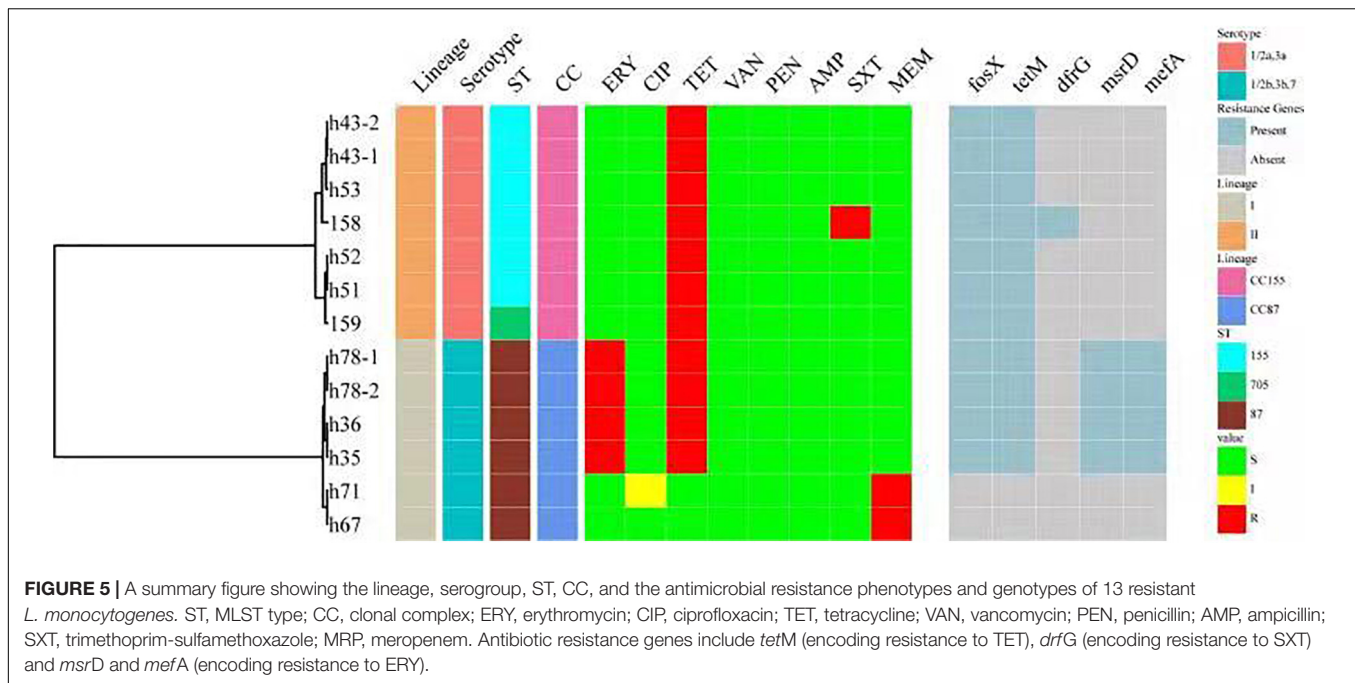 Lineage Serotype ST CC ERY CIP TET VAN PEN AMP SXT MEM fosX tetM dfrG msrD mefA
h43-2
h43-1
h53
158
h52
h51
159
h78-1
h78-2
h36
h35
h71
h67
Serotype
1/2a,3a
1/2b,3b,7
Resistance Genes
Present
Absent
Lineage
I
II
Lineage
CC155
CC87
ST
155
705
87
value
S
I
R
FIGURE 5 | A summary figure showing the lineage, serogroup, ST, CC, and the antimicrobial resistance phenotypes and genotypes of 13 resistant
L. monocytogenes. ST, MLST type; CC, clonal complex; ERY, erythromycin; CIP, ciprofloxacin; TET, tetracycline; VAN, vancomycin; PEN, penicillin; AMP, ampicillin;
SXT, trimethoprim-sulfamethoxazole; MRP, meropenem. Antibiotic resistance genes include tetM (encoding resistance to TET), drfG (encoding resistance to SXT)
and msrD and mefA (encoding resistance to ERY).